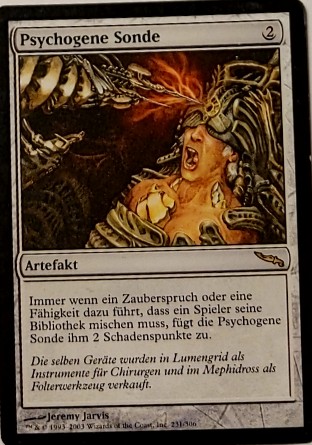 Psychogene Sonde 2
Artefakt
Immer wenn ein Zauberspruch oder eine
Fähigkeit dazu führt, dass ein Spieler seine
Bibliothek mischen muss, fügt die Psychogene
Sonde ihm 2 Schadenspunkte zu.
Die selben Geräte wurden in Lumengrid als
Instrumente für Chirurgen und im Mephidross als
Folterwerkzeug verkauft.
Jeremy Jarvis
™ & © 1993–2003 Wizards of the Coast, Inc. 231/306